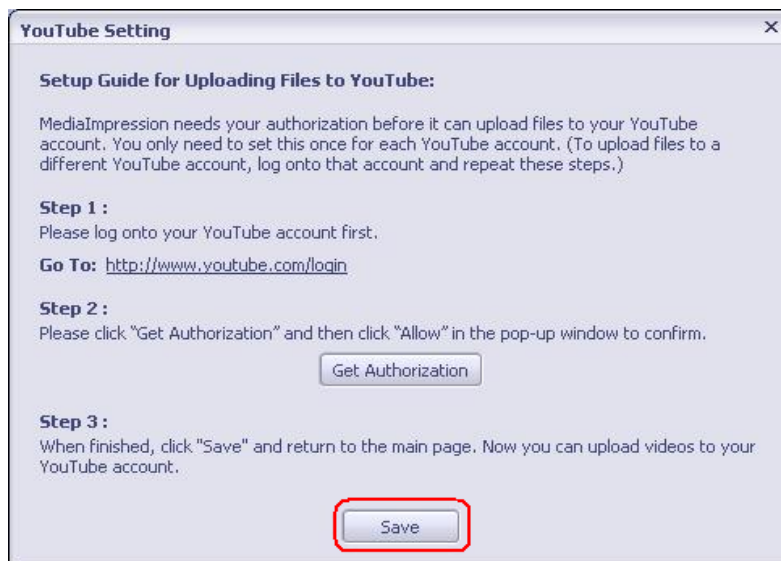 YouTube Setting
Setup Guide for Uploading Files to YouTube:
MediaImpression needs your authorization before it can upload files to your YouTube
account. You only need to set this once for each YouTube account. (To upload files to a
different YouTube account, log onto that account and repeat these steps.)
Step 1 :
Please log onto your YouTube account first.
Go To: http://www.youtube.com/login
Step 2 :
Please click “Get Authorization” and then click “Allow” in the pop-up window to confirm.
Get Authorization
Step 3 :
When finished, click "Save" and return to the main page. Now you can upload videos to your
YouTube account.
Save